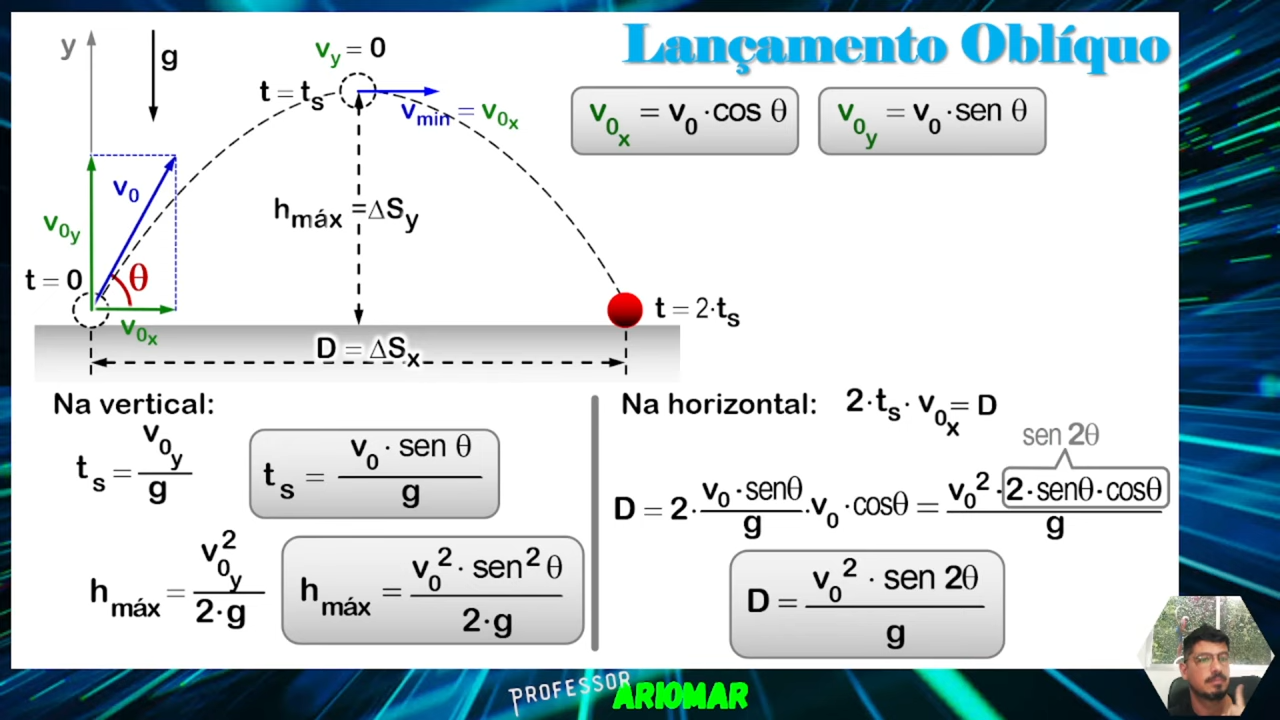 Lançamento Oblíquo
y
g
v_y = 0
t = t_s
v_mín = v_0x
v_0x = v_0 · cos θ
v_0y = v_0 · sen θ
v_0
v_0y
h_máx = ΔS_y
t = 0
θ
v_0x
t = 2·t_s
D = ΔS_x
Na vertical:
t_s = v_0y / g
t_s = v_0 · sen θ / g
h_máx = v_0y² / 2·g
h_máx = v_0² · sen² θ / 2·g
Na horizontal: 2·t_s · v_0x = D
sen 2θ
D = 2 · v_0 · senθ / g · v_0 · cosθ = v_0² · 2 · senθ · cosθ / g
D = v_0² · sen 2θ / g
PROFESSOR
ARIOMAR